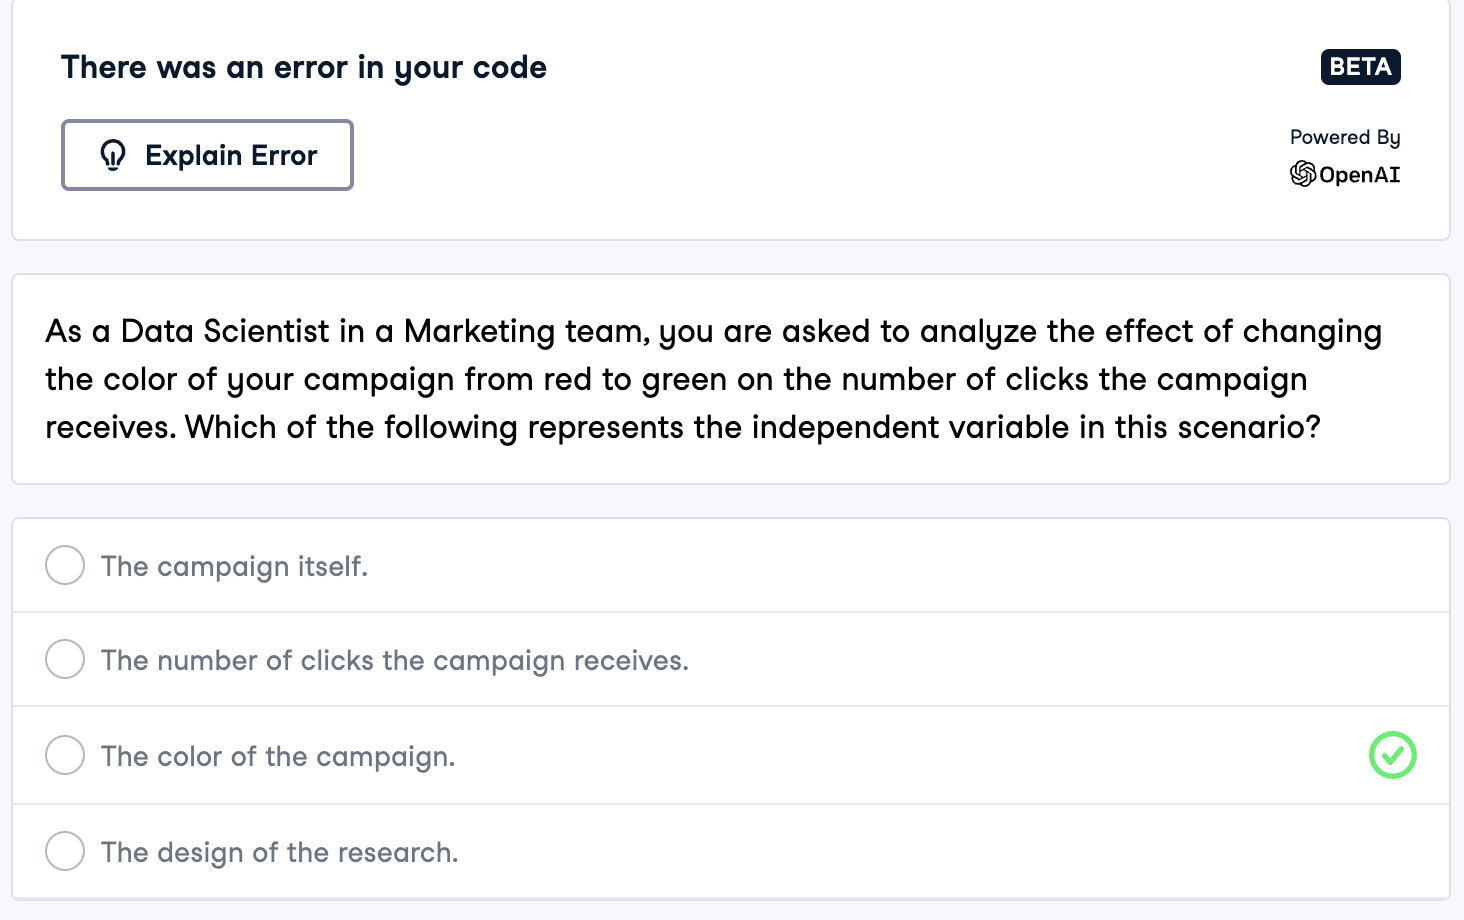 There was an error in your code
BETA
Explain Error
Powered By
OpenAI
As a Data Scientist in a Marketing team, you are asked to analyze the effect of changing
the color of your campaign from red to green on the number of clicks the campaign
receives. Which of the following represents the independent variable in this scenario?
The campaign itself.
The number of clicks the campaign receives.
The color of the campaign.
The design of the research.